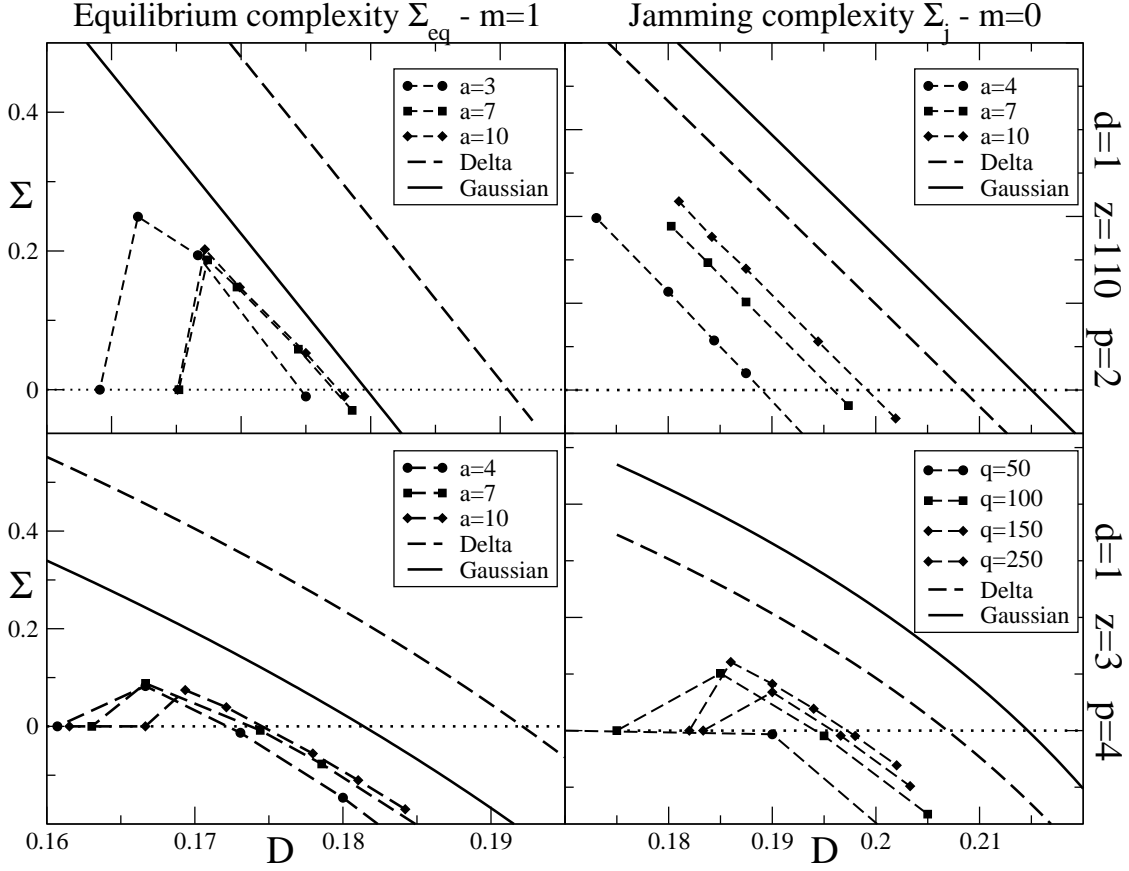 Equilibrium complexity Σeq - m=1
Jamming complexity Σj - m=0
0.4
Σ
0.2
0
a=3
a=7
a=10
Delta
Gaussian
a=4
a=7
a=10
Delta
Gaussian
d=1 z=110 p=2
0.4
Σ
0.2
0
a=4
a=7
a=10
Delta
Gaussian
q=50
q=100
q=150
q=250
Delta
Gaussian
d=1 z=3 p=4
0.16 0.17 0.18 0.19
D
0.18 0.19 0.2 0.21
D